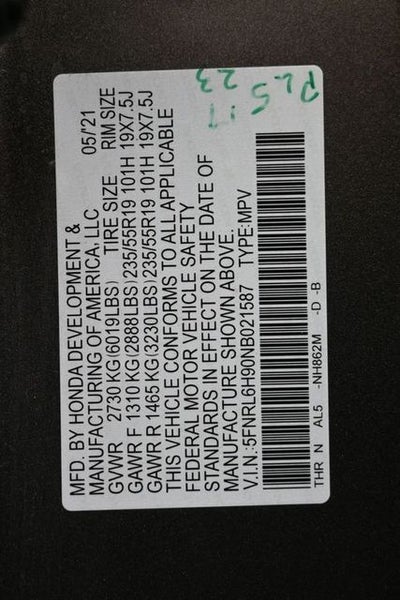 MFD. BY HONDA DEVELOPMENT &
MANUFACTURING OF AMERICA, LLC 05/'21
GVWR 2730 KG(6019LBS) TIRE SIZE RIM SIZE
GAWR F 1310 KG(2888LBS)235/55R19 101H 19X7.5J
GAWR R 1465 KG(3230LBS)235/55R19 101H 19X7.5J
THIS VEHICLE CONFORMS TO ALL APPLICABLE
FEDERAL MOTOR VEHICLE SAFETY
STANDARDS IN EFFECT ON THE DATE OF
MANUFACTURE SHOWN ABOVE.
V.I.N.:5FNRL6H90NB021587 TYPE:MPV
THR N AL5 -NH862M -D -B